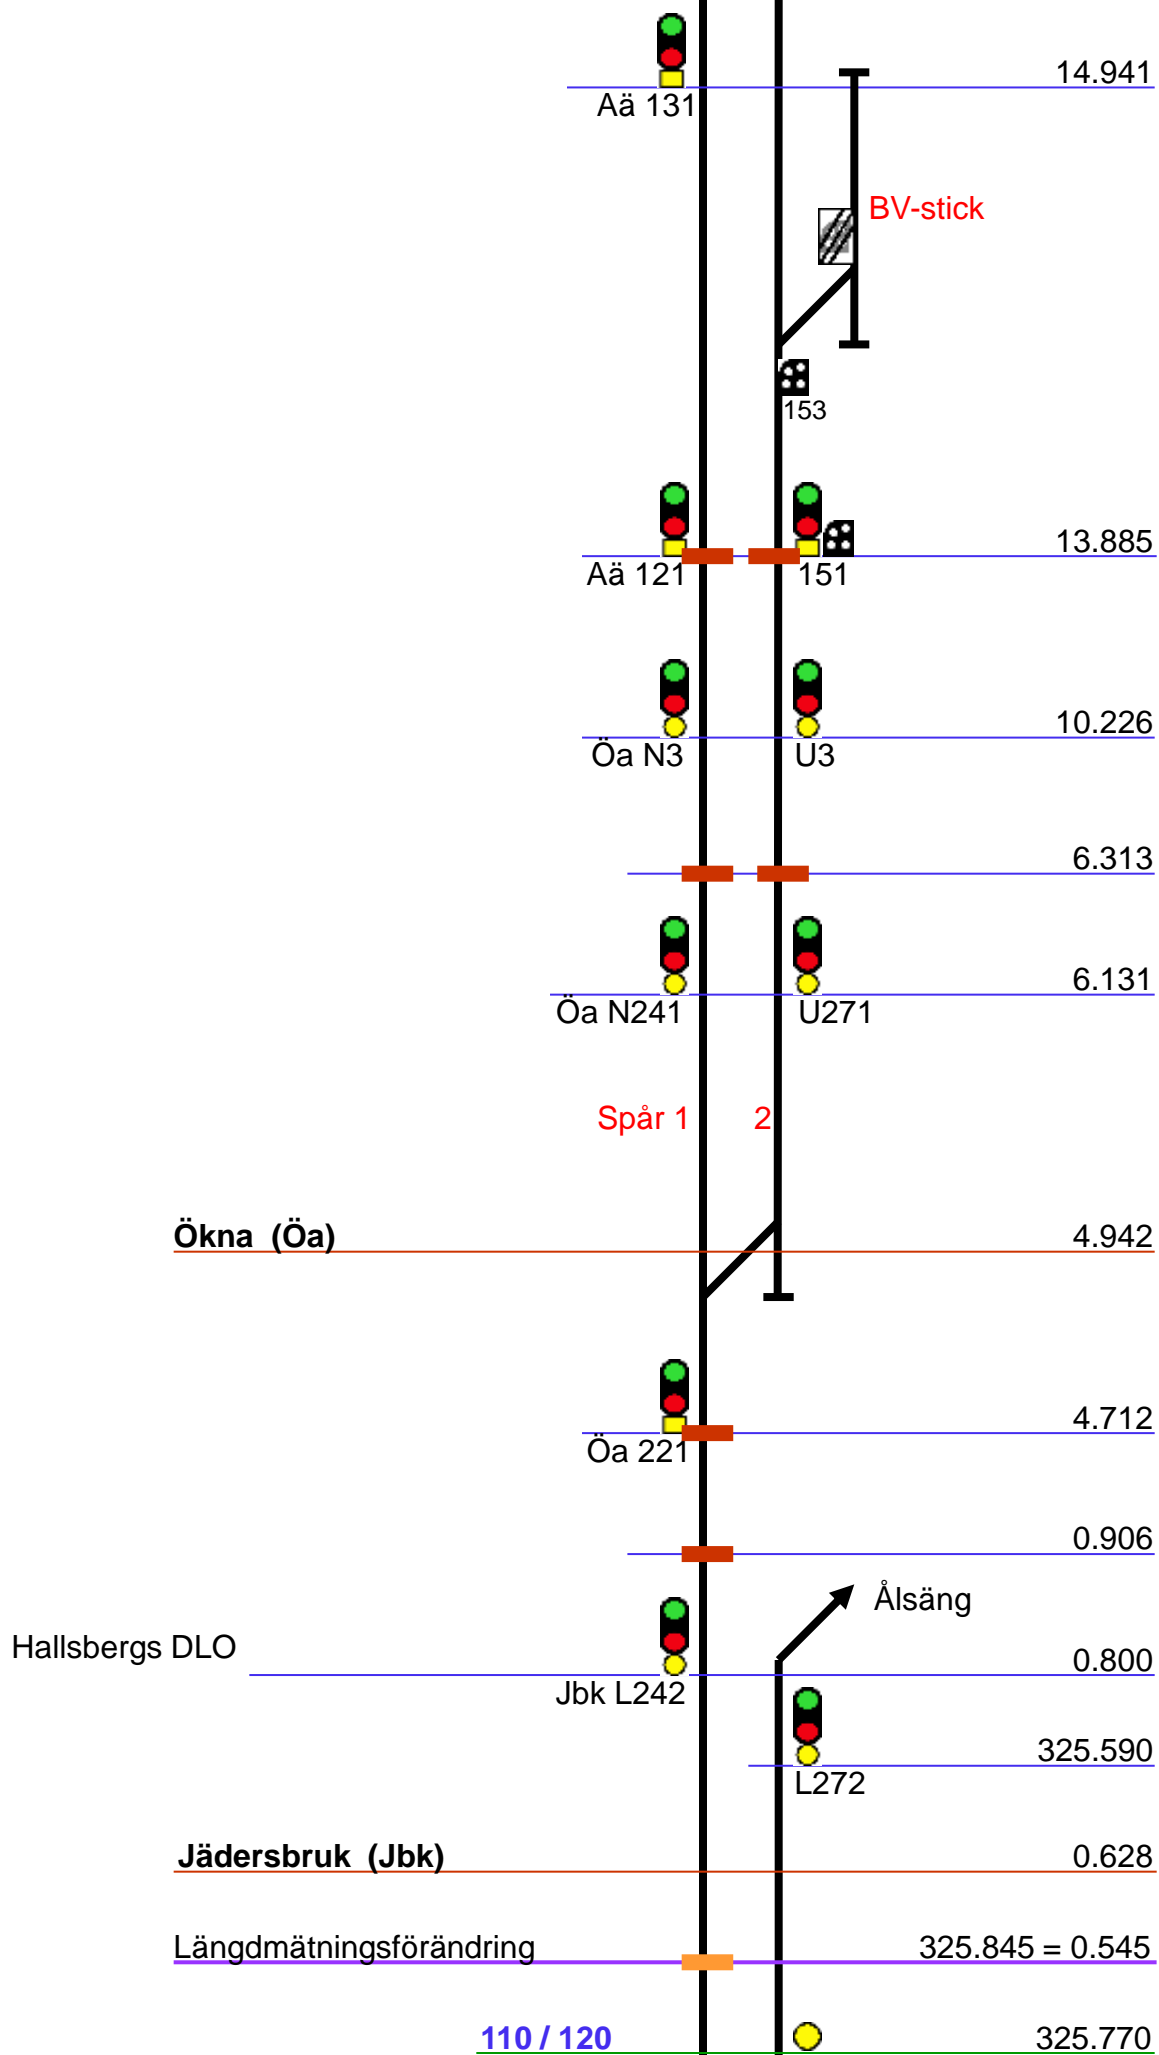 14.941
Aä 131
BV-stick
153
13.885
Aä 121
151
10.226
Öa N3
U3
6.313
6.131
Öa N241
U271
Spår 1
2
Ökna (Öa)
4.942
4.712
Öa 221
0.906
Ålsäng
Hallsbergs DLO
0.800
Jbk L242
325.590
L272
Jädersbruk (Jbk)
0.628
Längdmätningsförändring
325.845 = 0.545
110 / 120
325.770